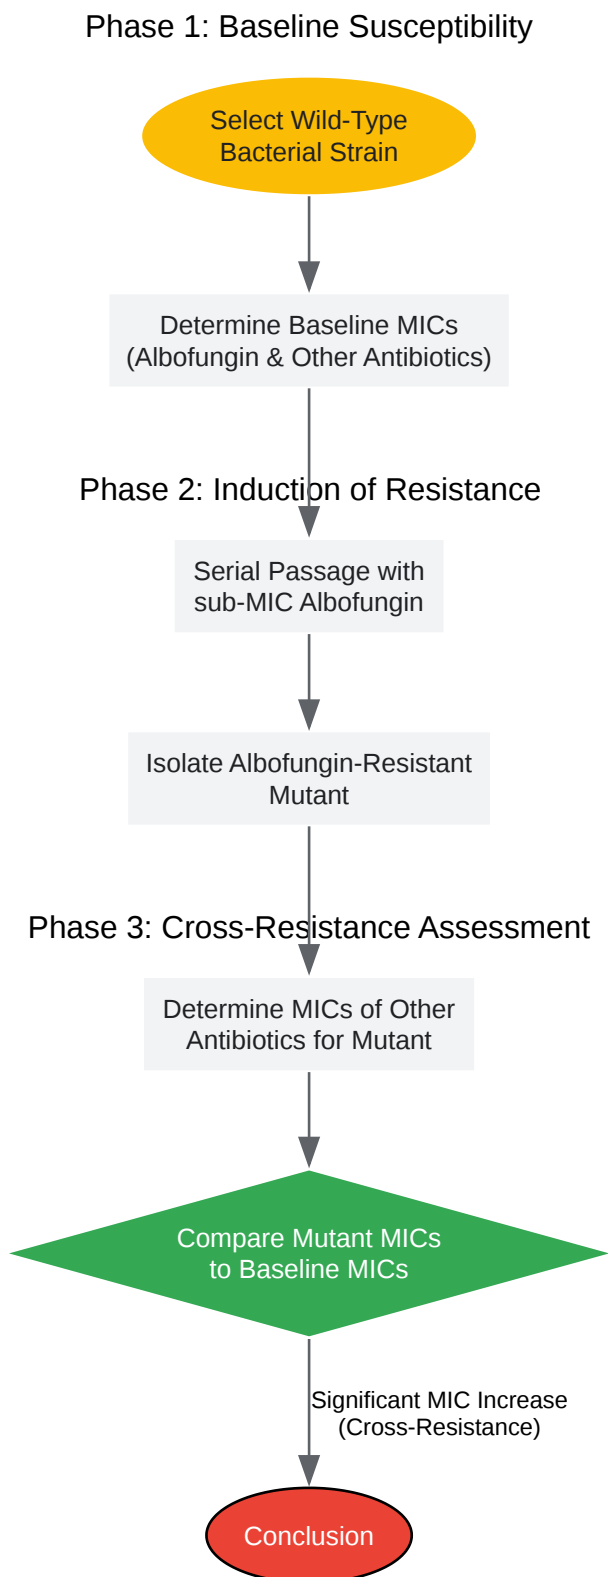 Phase 1: Baseline Susceptibility
Select Wild-Type
Bacterial Strain
Determine Baseline MICs
(Albofungin & Other Antibiotics)
Phase 2: Induction of Resistance
Serial Passage with
sub-MIC Albofungin
Isolate Albofungin-Resistant
Mutant
Phase 3: Cross-Resistance Assessment
Determine MICs of Other
Antibiotics for Mutant
Compare Mutant MICs
to Baseline MICs
Significant MIC Increase
(Cross-Resistance)
Conclusion